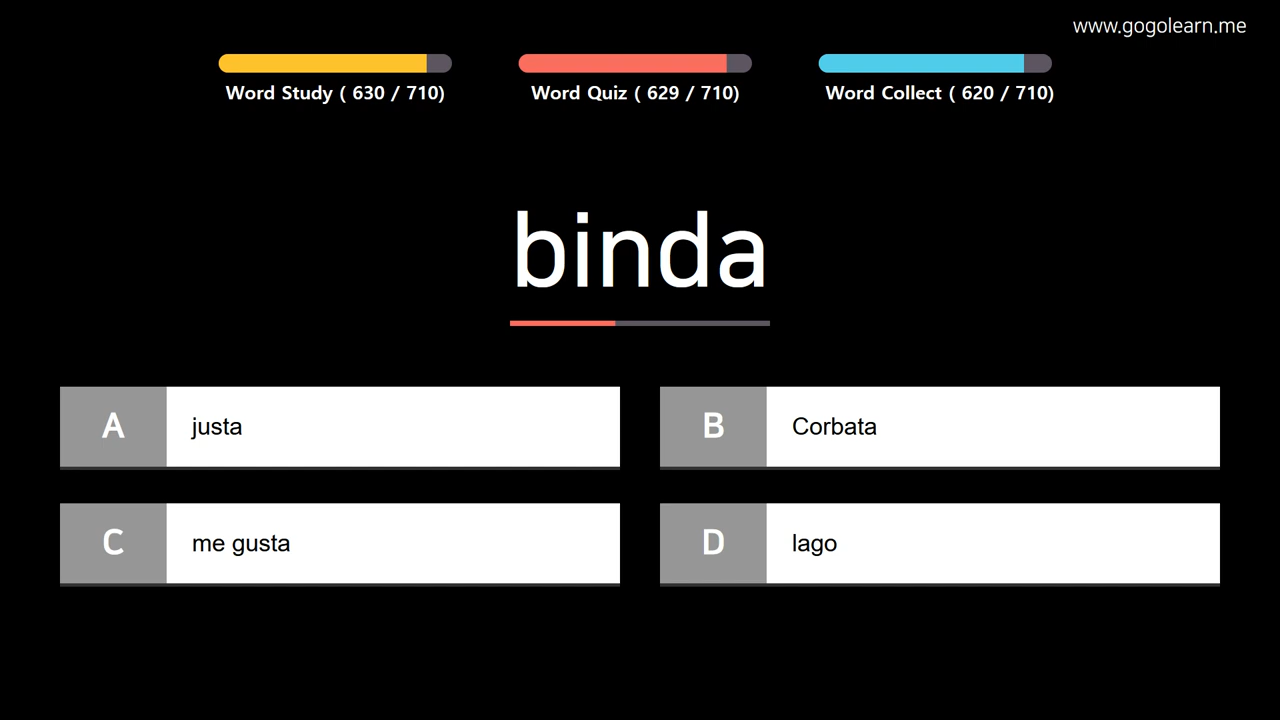 www.gogolearn.me
Word Study ( 630 / 710)
Word Quiz ( 629 / 710)
Word Collect ( 620 / 710)
binda
A justa
B Corbata
C me gusta
D lago